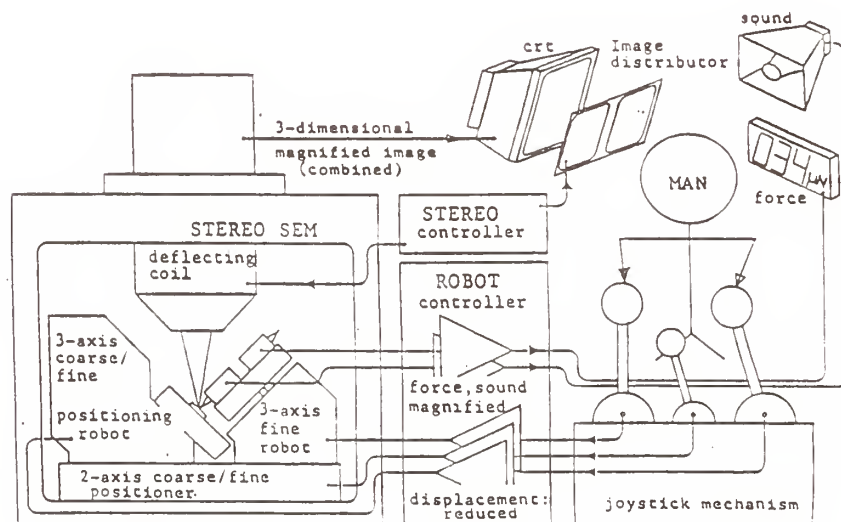 sound
crt
Image
distributor
3-dimensional
magnified image
(combined)
034 μN
force
MAN
STEREO
controller
STEREO SEM
deflecting
coil
ROBOT
controller
3-axis
coarse/
fine
positioning
robot
3-axis
fine
robot
force, sound
magnified
2-axis coarse/fine
positioner.
displacement:
reduced
joystick mechanism